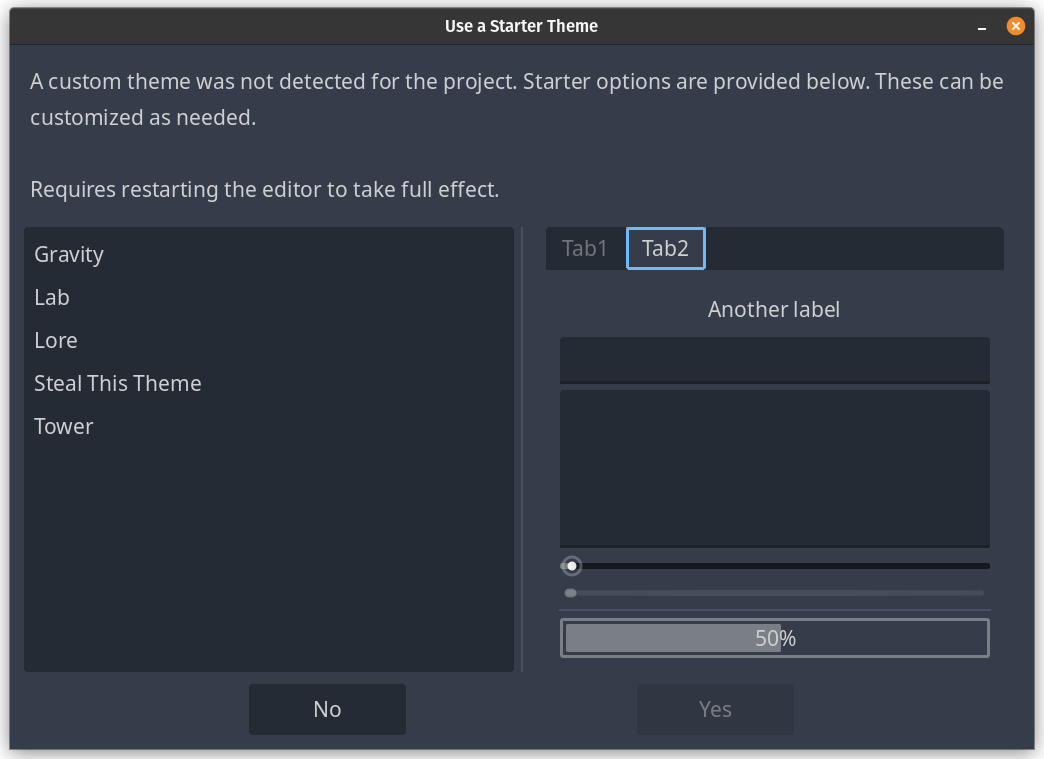 Use a Starter Theme
A custom theme was not detected for the project. Starter options are provided below. These can be
customized as needed.
Requires restarting the editor to take full effect.
Gravity
Lab
Lore
Steal This Theme
Tower
Tab1 Tab2
Another label
50%
No Yes